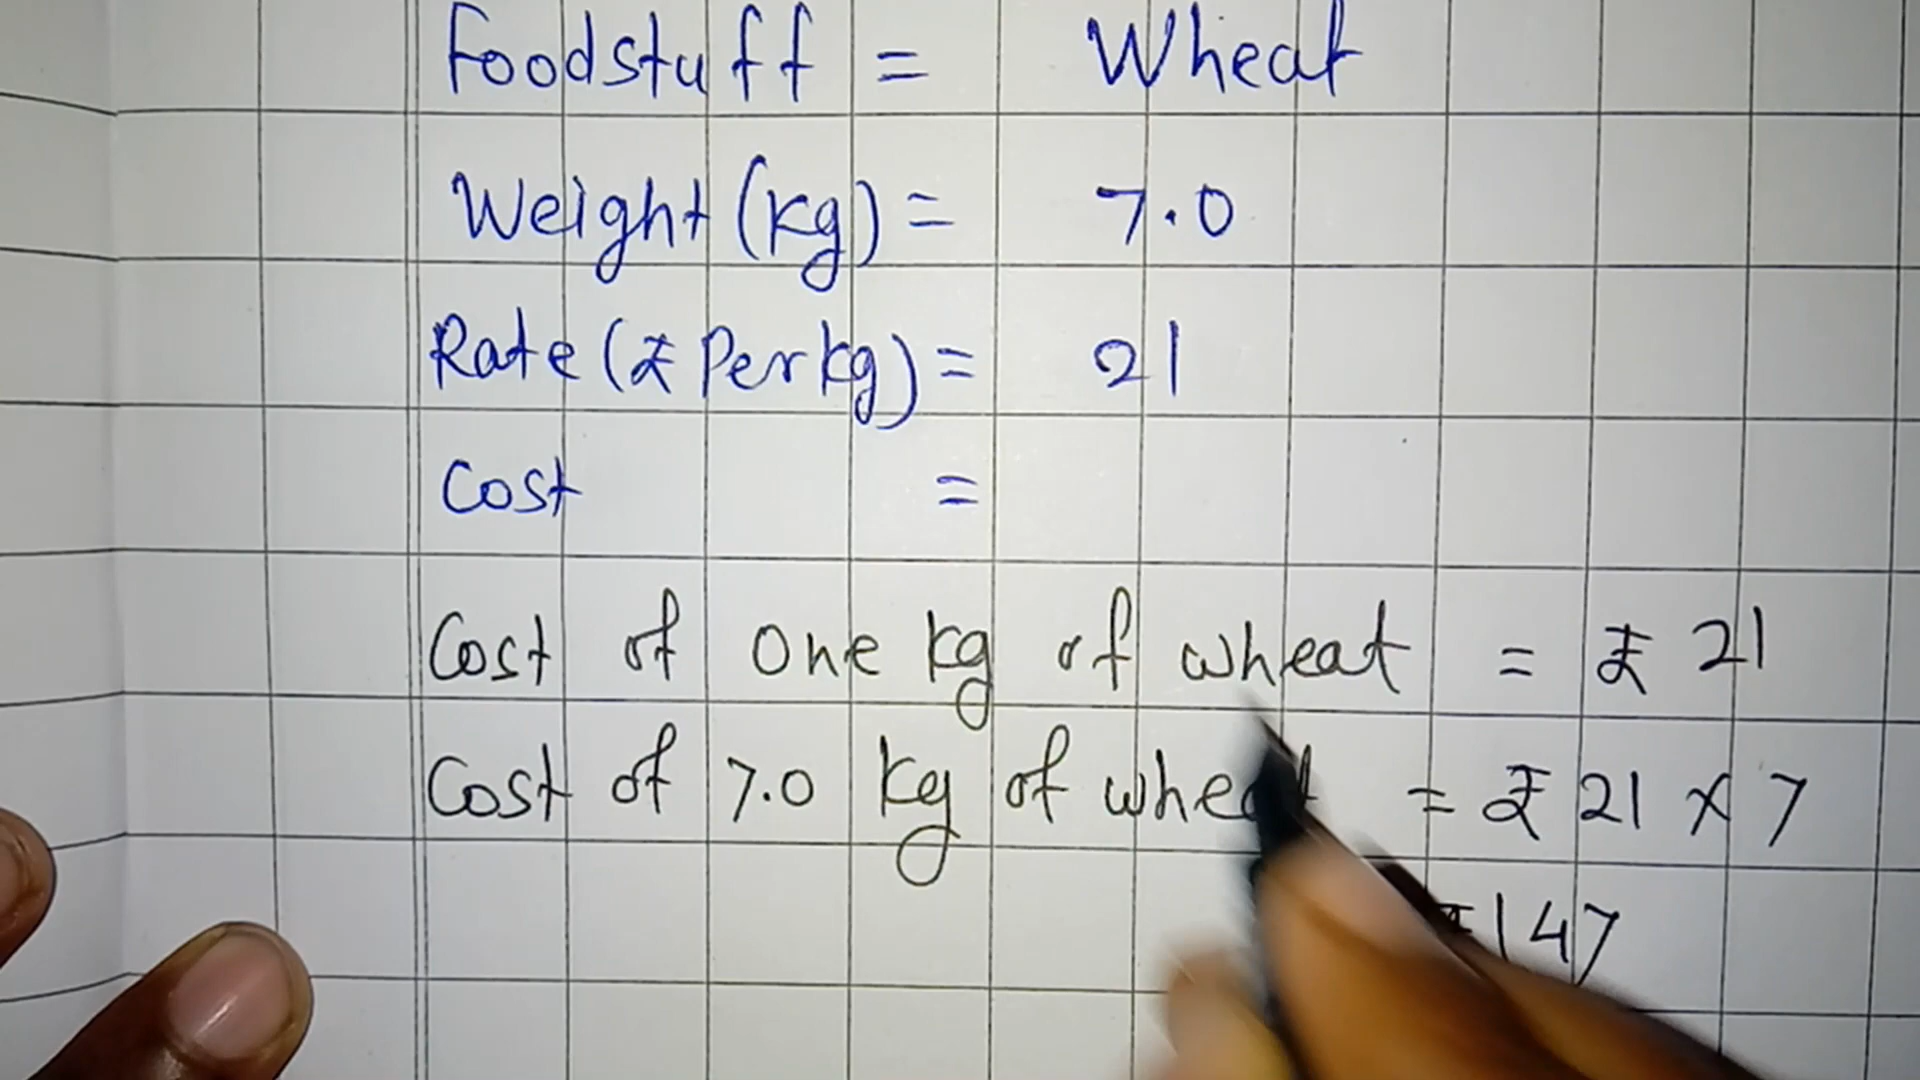 Foodstuff = Wheat
Weight (kg) = 7.0
Rate (₹ Per kg) = 21
Cost =
Cost of one kg of wheat = ₹ 21
Cost of 7.0 kg of wheat = ₹ 21 × 7
147